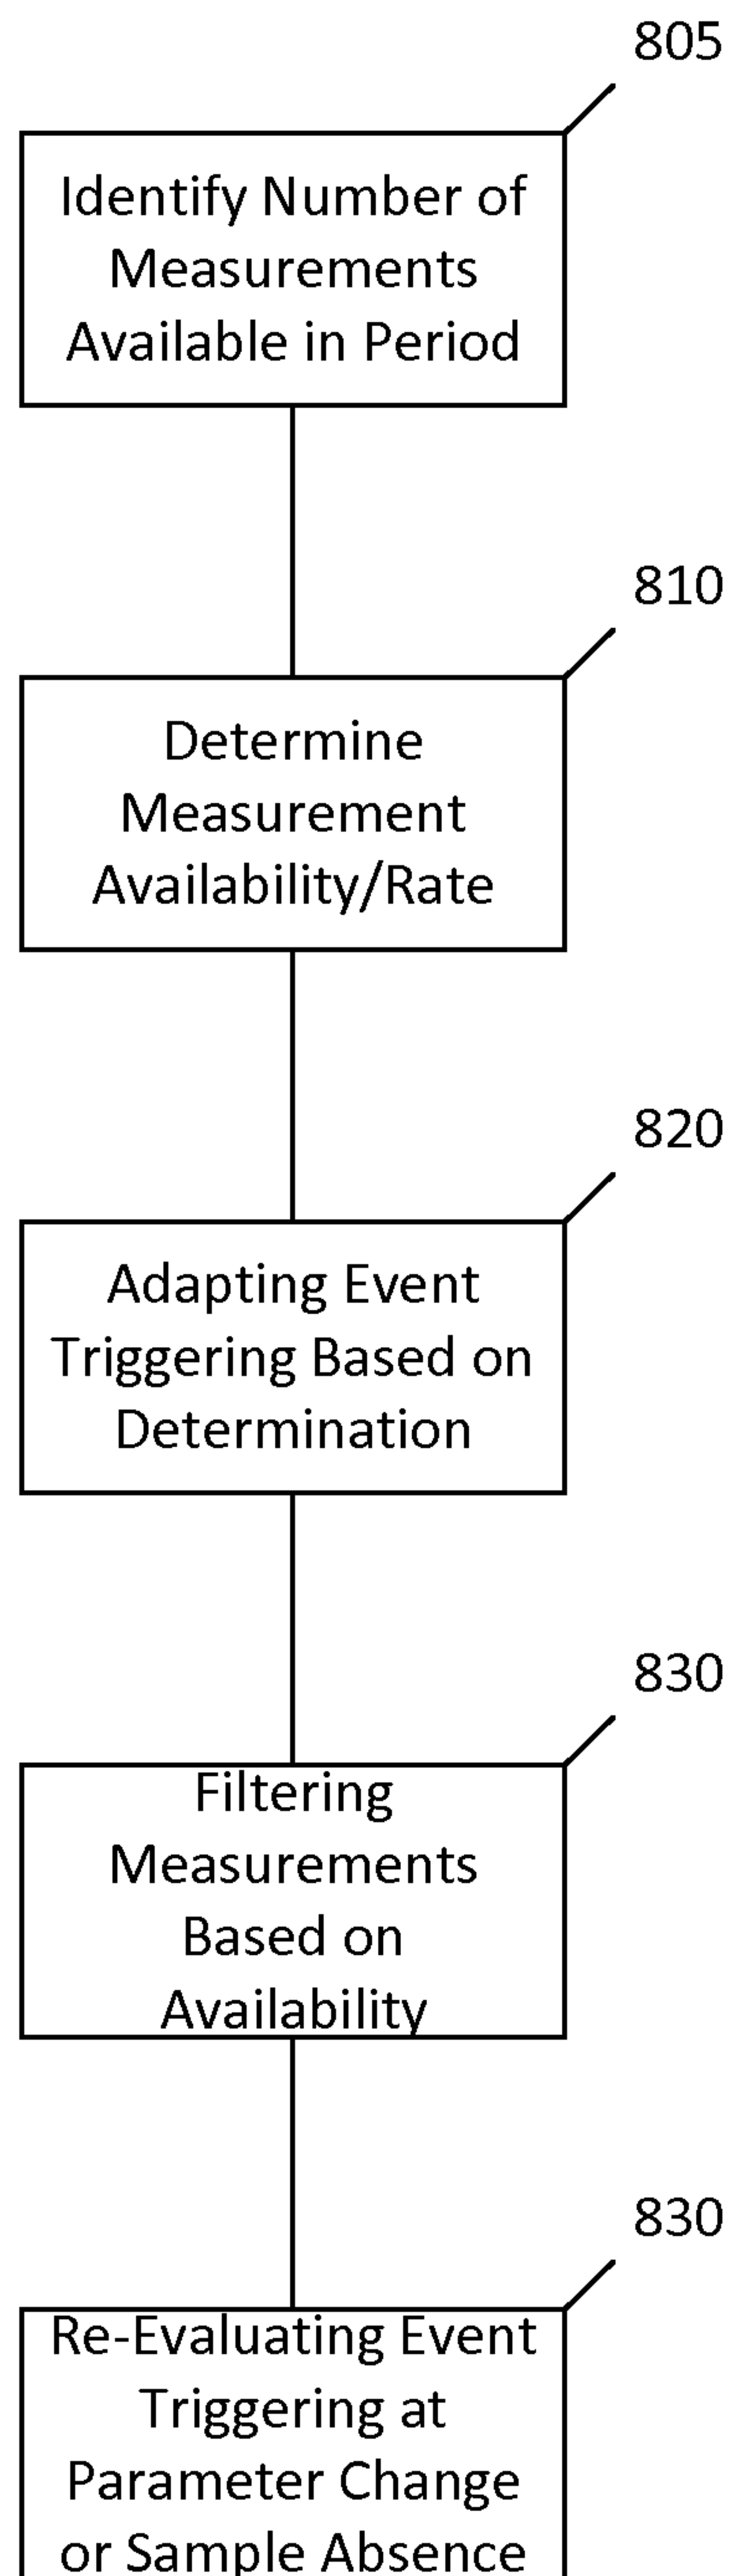 805
Identify Number of
Measurements
Available in Period
810
Determine
Measurement
Availability/Rate
820
Adapting Event
Triggering Based on
Determination
830
Filtering
Measurements
Based on
Availability
830
Re-Evaluating Event
Triggering at
Parameter Change
or Sample Absence